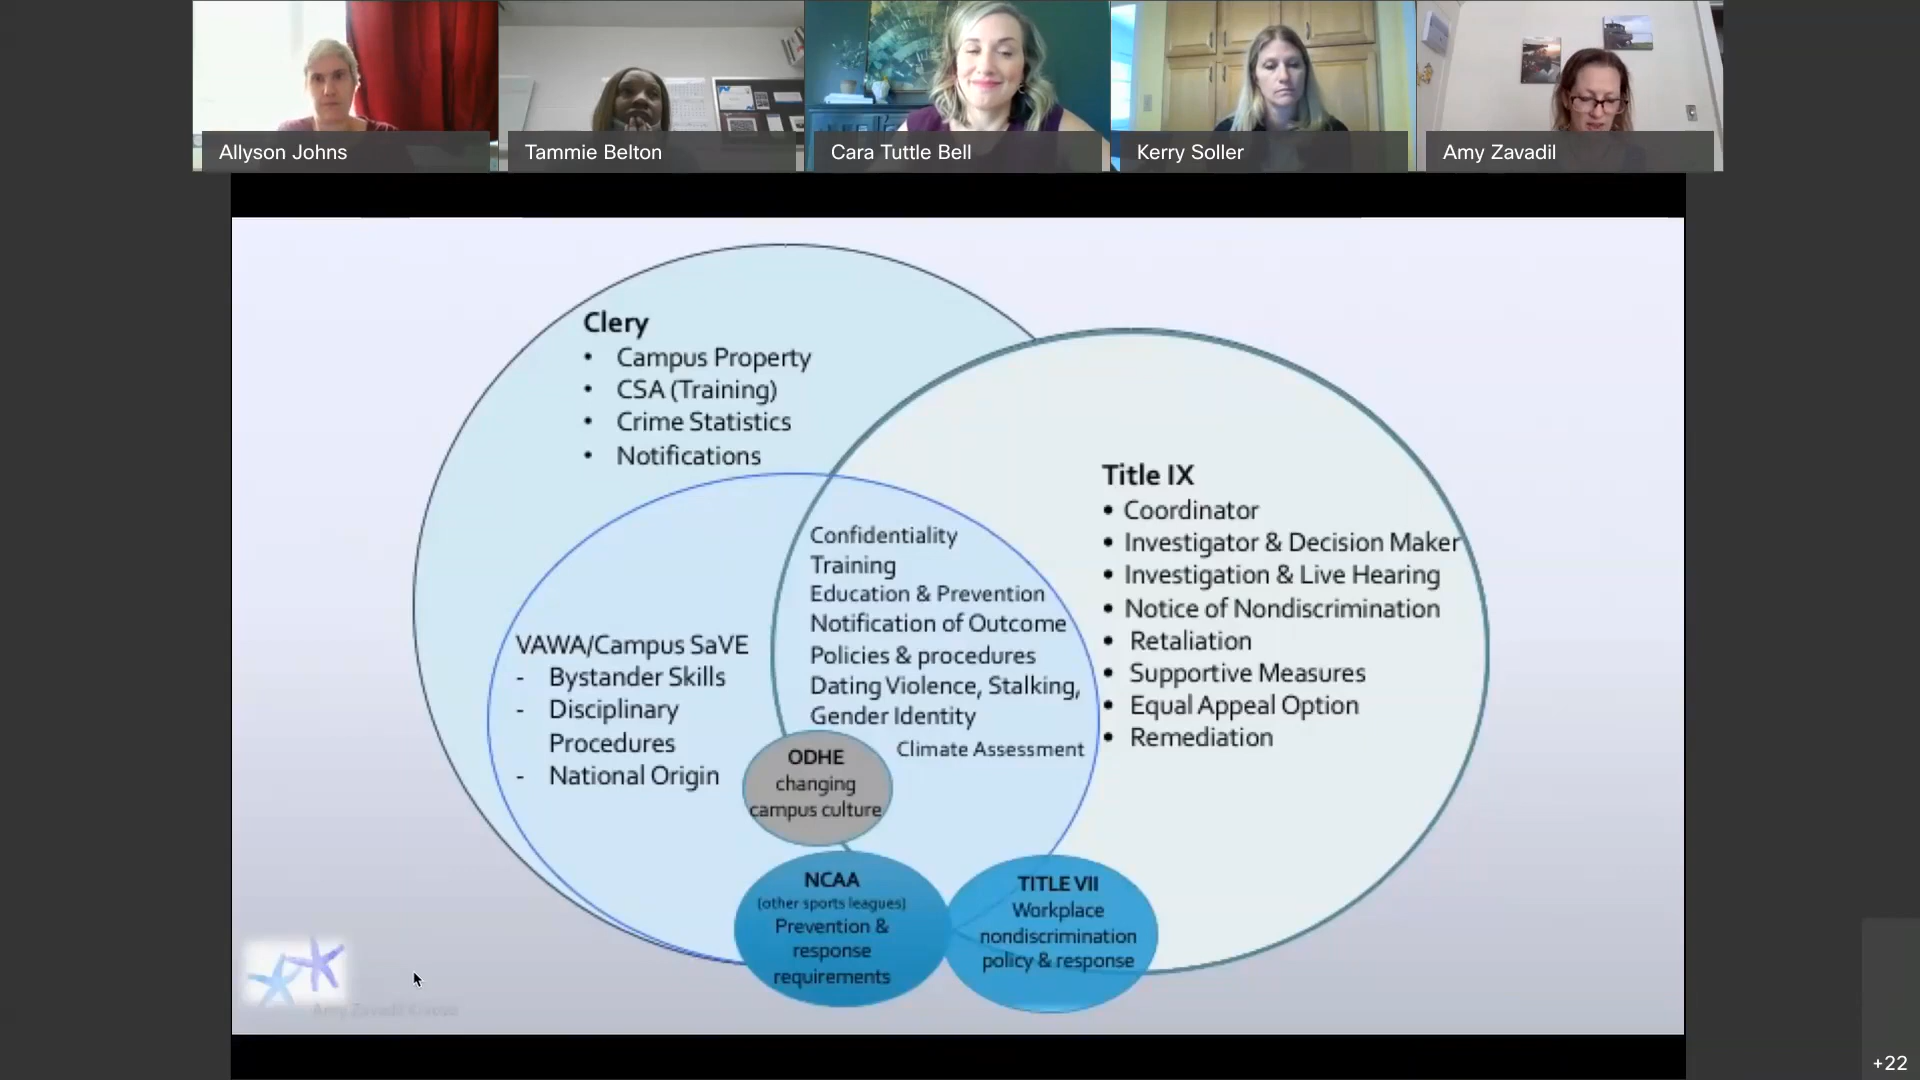 Allyson Johns
Tammie Belton
Cara Tuttle Bell
Kerry Soller
Amy Zavadil
Clery
• Campus Property
• CSA (Training)
• Crime Statistics
• Notifications
VAWA/Campus SaVE
- Bystander Skills
- Disciplinary
Procedures
- National Origin
Confidentiality
Training
Education & Prevention
Notification of Outcome
Policies & procedures
Dating Violence, Stalking,
Gender Identity
Climate Assessment
Title IX
• Coordinator
• Investigator & Decision Maker
• Investigation & Live Hearing
• Notice of Nondiscrimination
• Retaliation
• Supportive Measures
• Equal Appeal Option
• Remediation
ODHE
changing
campus culture
NCAA
(other sports leagues)
Prevention &
response
requirements
TITLE VII
Workplace
nondiscrimination
policy & response
Amy Zavadil
+22